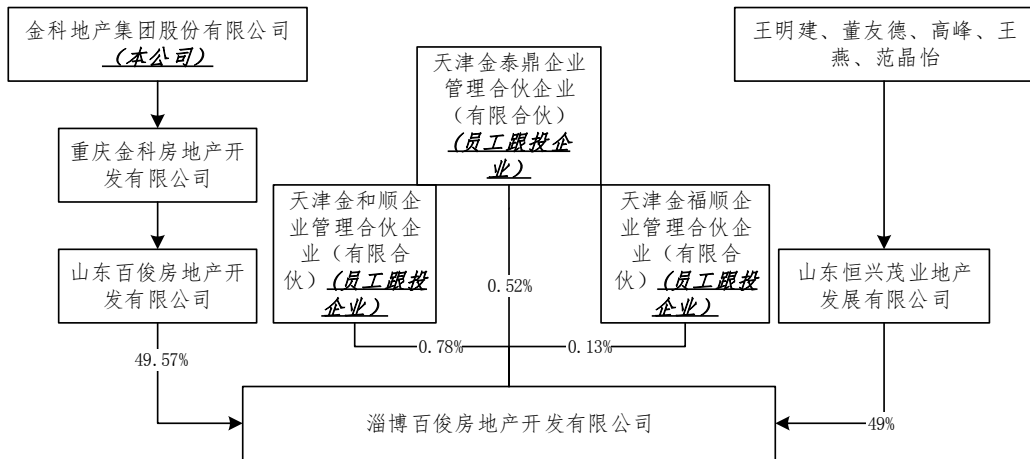 金科地产集团股份有限公司
（本公司）
重庆金科房地产开
发有限公司
山东百俊房地产开
发有限公司
49.57%
天津金泰鼎企业
管理合伙企业
（有限合伙）
（员工跟投企
业）
天津金和顺企
业管理合伙企
业（有限合
伙）（员工跟投
企业）
0.78%
0.52%
天津金福顺企
业管理合伙企
业（有限合
伙）（员工跟投
企业）
0.13%
王明建、董友德、高峰、王
燕、范晶怡
山东恒兴茂业地产
发展有限公司
49%
淄博百俊房地产开发有限公司